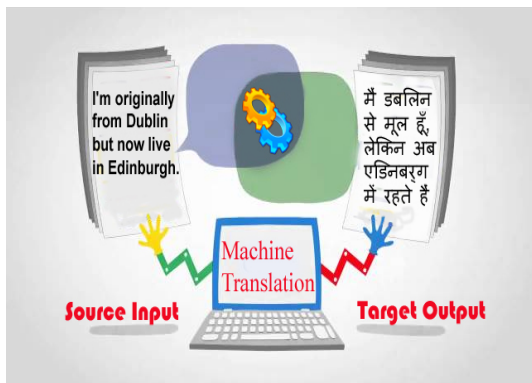 I'm originally
from Dublin
but now live
in Edinburgh.
मैं डबलिन
से मूल हूँ,
लेकिन अब
एडिनबर्ग
में रहते है
Machine
Translation
Source Input
Target Output